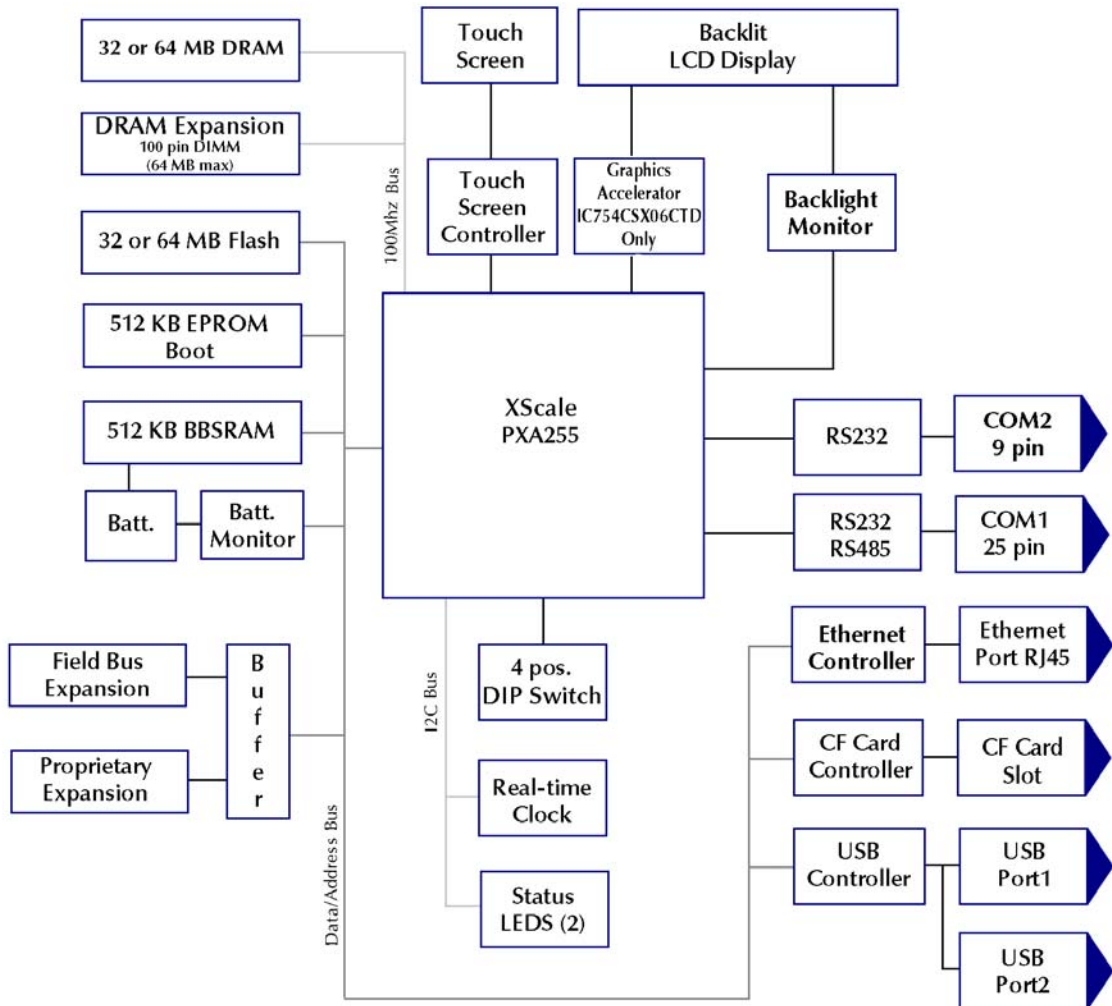 32 or 64 MB DRAM
DRAM Expansion
100 pin DIMM
(64 MB max)
32 or 64 MB Flash
512 KB EPROM
Boot
512 KB BBSRAM
Batt.
Batt.
Monitor
Field Bus
Expansion
Proprietary
Expansion
Buffer
Data/Address Bus
100Mhz Bus
Touch
Screen
Touch
Screen
Controller
Backlit
LCD Display
Graphics
Accelerator
IC754CSX06CTD
Only
Backlight
Monitor
XScale
PXA255
RS232
COM2
9 pin
RS232
RS485
COM1
25 pin
I2C Bus
4 pos.
DIP Switch
Real-time
Clock
Status
LEDS (2)
Ethernet
Controller
Ethernet
Port RJ45
CF Card
Controller
CF Card
Slot
USB
Controller
USB
Port1
USB
Port2